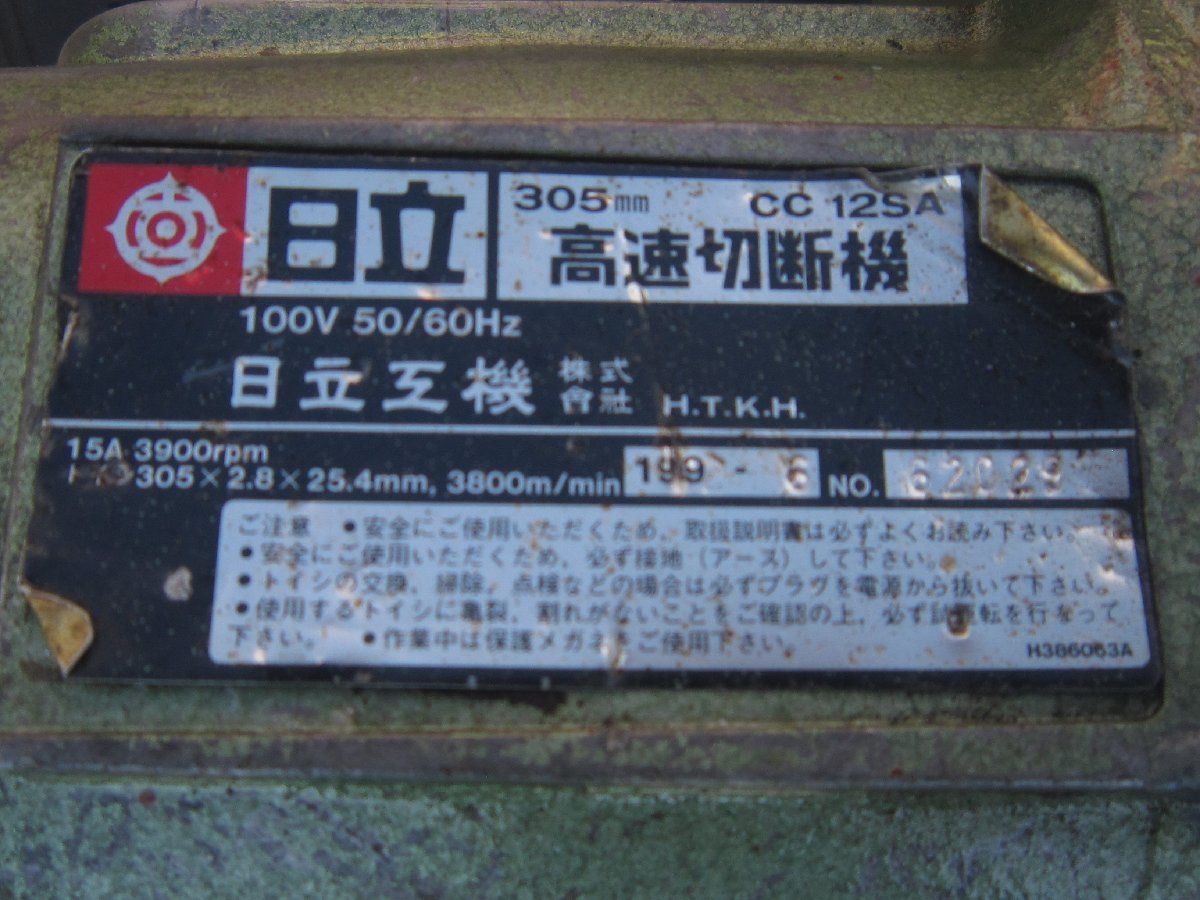 日立
305mm CC 12SA
高速切断機
100V 50/60Hz
日立工機 株式會社 H.T.K.H.
15A 3900rpm
トイシ 305×2.8×25.4mm, 3800m/min 199 - 6 NO. 62029
ご注意 ●安全にご使用いただくため、取扱説明書は必ずよくお読み下さい。
●安全にご使用いただくため、必ず接地(アース)して下さい。
●トイシの交換、掃除、点検などの場合は必ずプラグを電源から抜いて下さい。
●使用するトイシに亀裂、割れがないことをご確認の上、必ず試運転を行なって
下さい。 ●作業中は保護メガネをご使用下さい。
H386063A